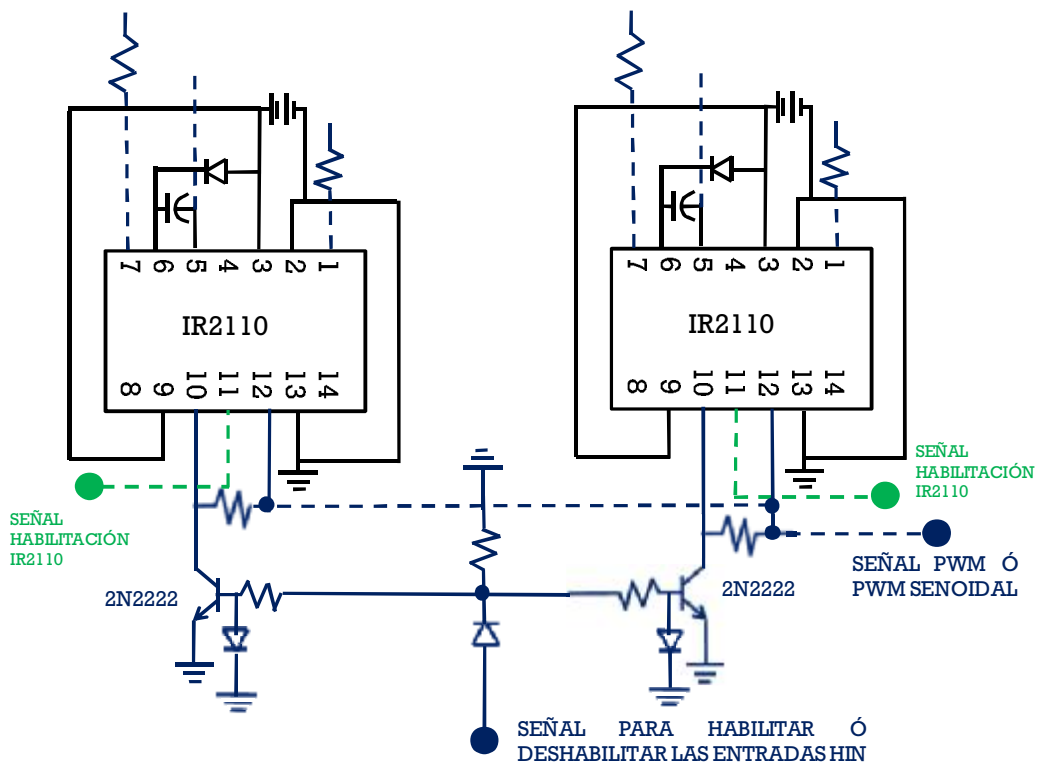 7 6 5 4 3 2 1
IR2110
8 9 10 11 12 13 14
7 6 5 4 3 2 1
IR2110
8 9 10 11 12 13 14
SEÑAL
HABILITACIÓN
IR2110
SEÑAL
HABILITACIÓN
IR2110
2N2222
2N2222
SEÑAL PWM Ó
PWM SENOIDAL
SEÑAL PARA HABILITAR Ó
DESHABILITAR LAS ENTRADAS HIN